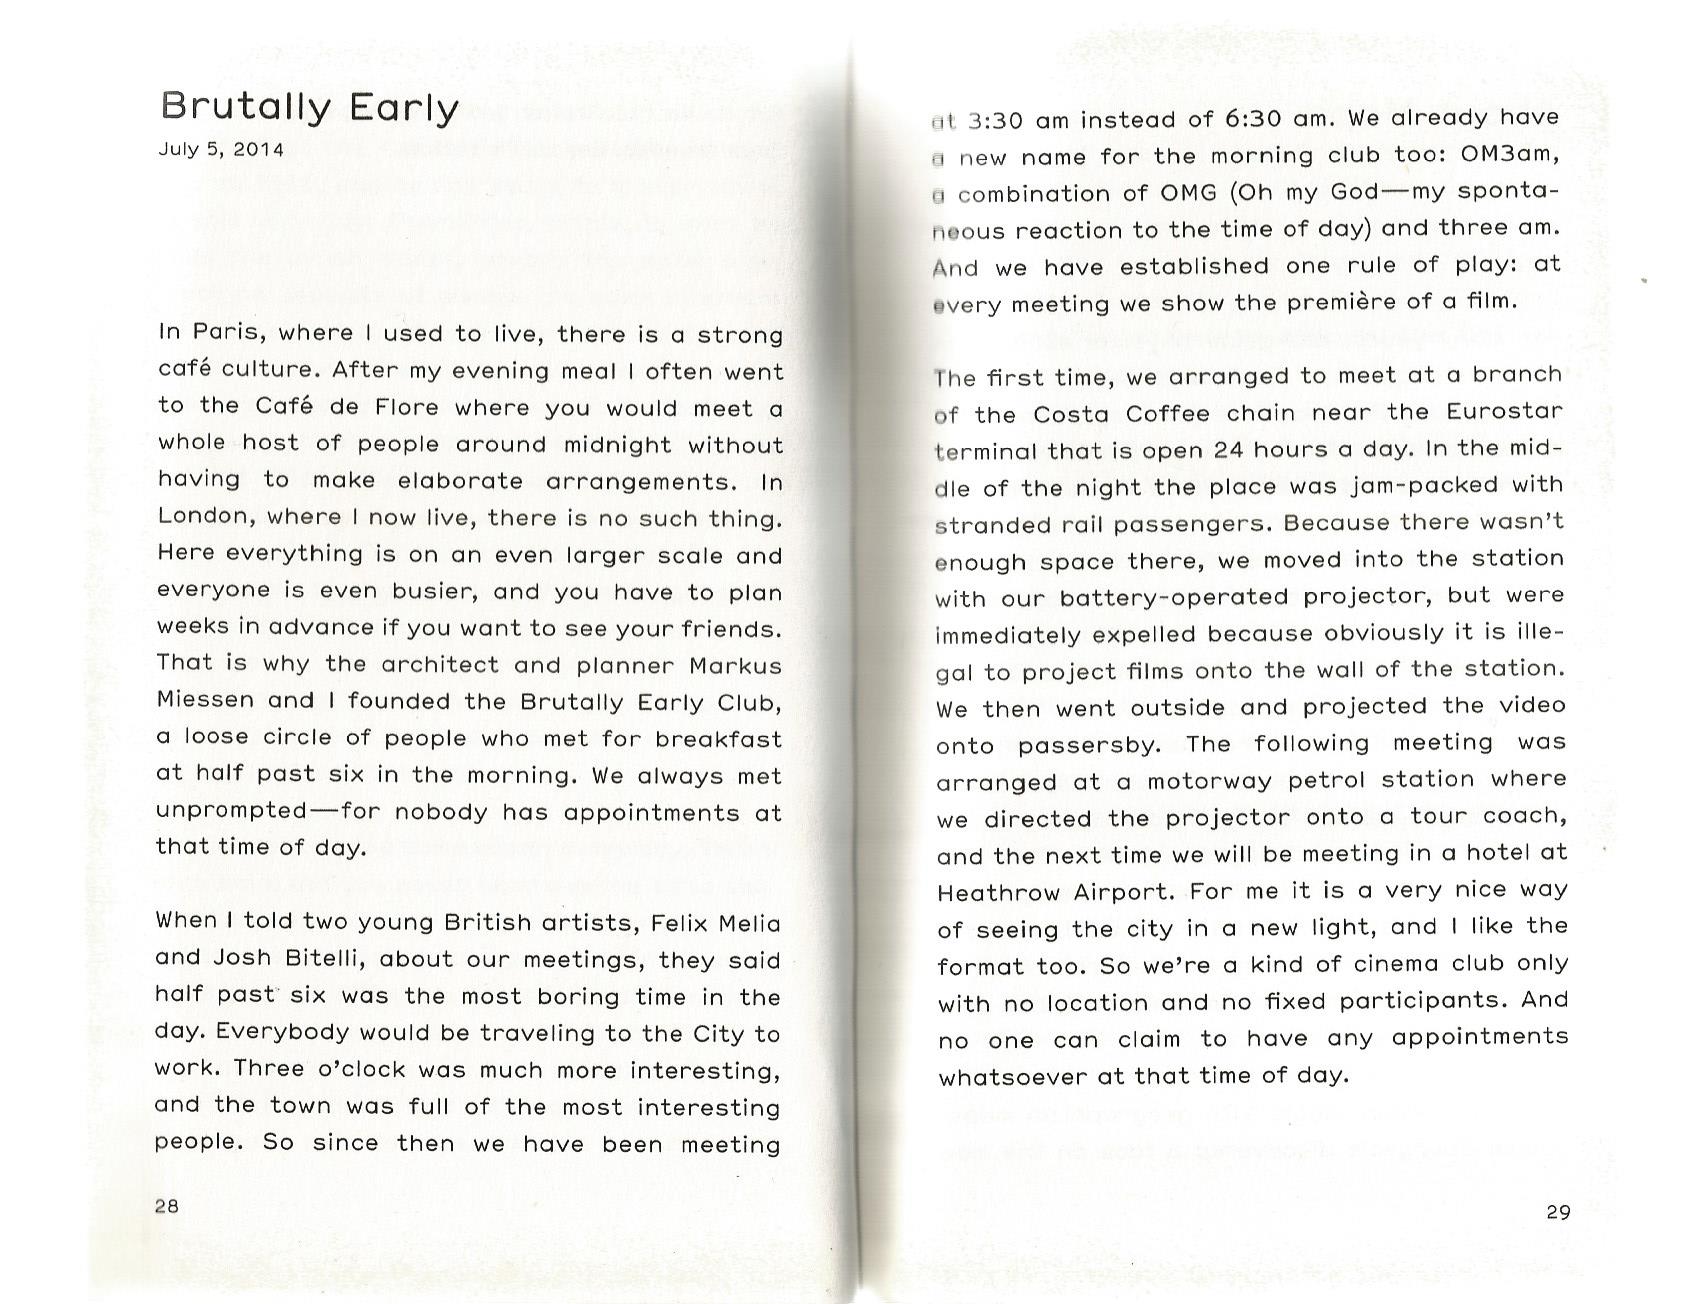 Brutally Early
July 5, 2014
In Paris, where I used to live, there is a strong
café culture. After my evening meal I often went
to the Café de Flore where you would meet a
whole host of people around midnight without
having to make elaborate arrangements. In
London, where I now live, there is no such thing.
Here everything is on an even larger scale and
everyone is even busier, and you have to plan
weeks in advance if you want to see your friends.
That is why the architect and planner Markus
Miessen and I founded the Brutally Early Club,
a loose circle of people who met for breakfast
at half past six in the morning. We always met
unprompted—for nobody has appointments at
that time of day.
When I told two young British artists, Felix Melia
and Josh Bitelli, about our meetings, they said
half past six was the most boring time in the
day. Everybody would be traveling to the City to
work. Three o'clock was much more interesting,
and the town was full of the most interesting
people. So since then we have been meeting
28
at 3:30 am instead of 6:30 am. We already have
a new name for the morning club too: OM3am,
a combination of OMG (Oh my God—my sponta-
neous reaction to the time of day) and three am.
And we have established one rule of play: at
every meeting we show the première of a film.
The first time, we arranged to meet at a branch
of the Costa Coffee chain near the Eurostar
terminal that is open 24 hours a day. In the mid-
dle of the night the place was jam-packed with
stranded rail passengers. Because there wasn't
enough space there, we moved into the station
with our battery-operated projector, but were
immediately expelled because obviously it is ille-
gal to project films onto the wall of the station.
We then went outside and projected the video
onto passersby. The following meeting was
arranged at a motorway petrol station where
we directed the projector onto a tour coach,
and the next time we will be meeting in a hotel at
Heathrow Airport. For me it is a very nice way
of seeing the city in a new light, and I like the
format too. So we're a kind of cinema club only
with no location and no fixed participants. And
no one can claim to have any appointments
whatsoever at that time of day.
29